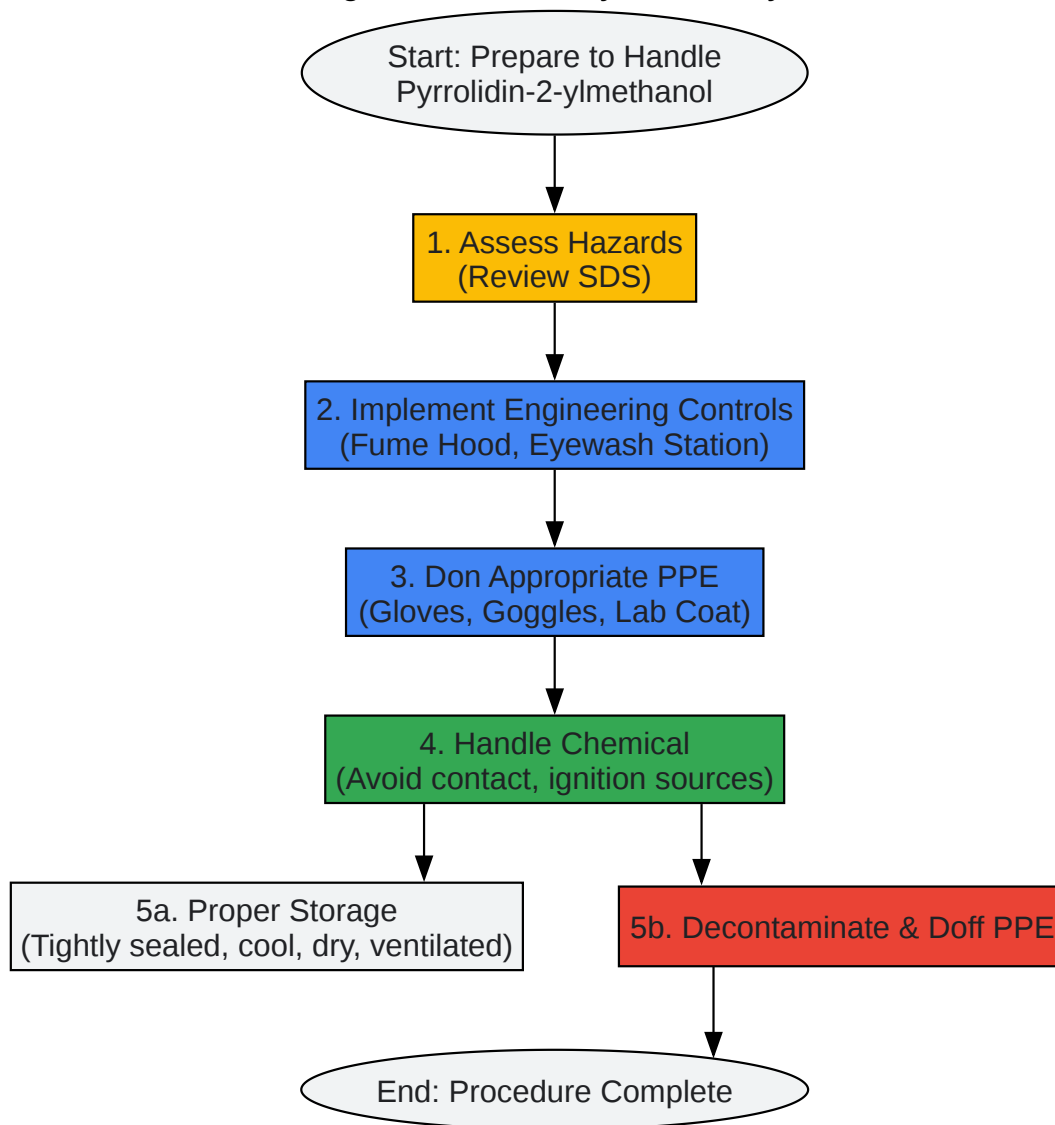 Start: Prepare to Handle
Pyrrolidin-2-ylmethanol
1. Assess Hazards
(Review SDS)
2. Implement Engineering Controls
(Fume Hood, Eyewash Station)
3. Don Appropriate PPE
(Gloves, Goggles, Lab Coat)
4. Handle Chemical
(Avoid contact, ignition sources)
5a. Proper Storage
(Tightly sealed, cool, dry, ventilated)
5b. Decontaminate & Doff PPE
End: Procedure Complete